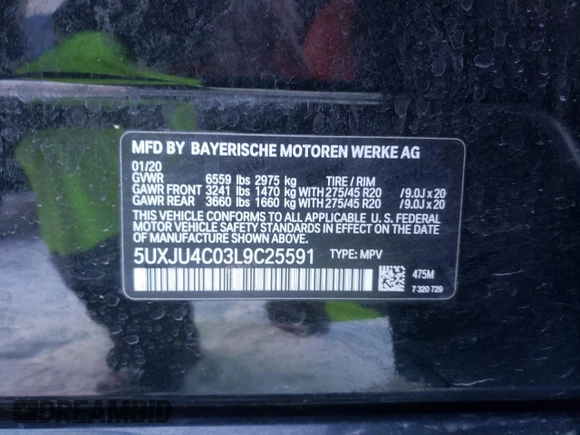 MFD BY BAYERISCHE MOTOREN WERKE AG
01/20
GVWR 6559 lbs 2975 kg TIRE / RIM
GAWR FRONT 3241 lbs 1470 kg WITH 275/45 R20 /9.0J x 20
GAWR REAR 3660 lbs 1660 kg WITH 275/45 R20 /9.0J x 20
THIS VEHICLE CONFORMS TO ALL APPLICABLE U. S. FEDERAL
MOTOR VEHICLE SAFETY STANDARDS IN EFFECT ON THE DATE
OF MANUFACTURE SHOWN ABOVE.
5UXJU4C03L9C25591 TYPE: MPV
475M
7 320 729
DREAMBID